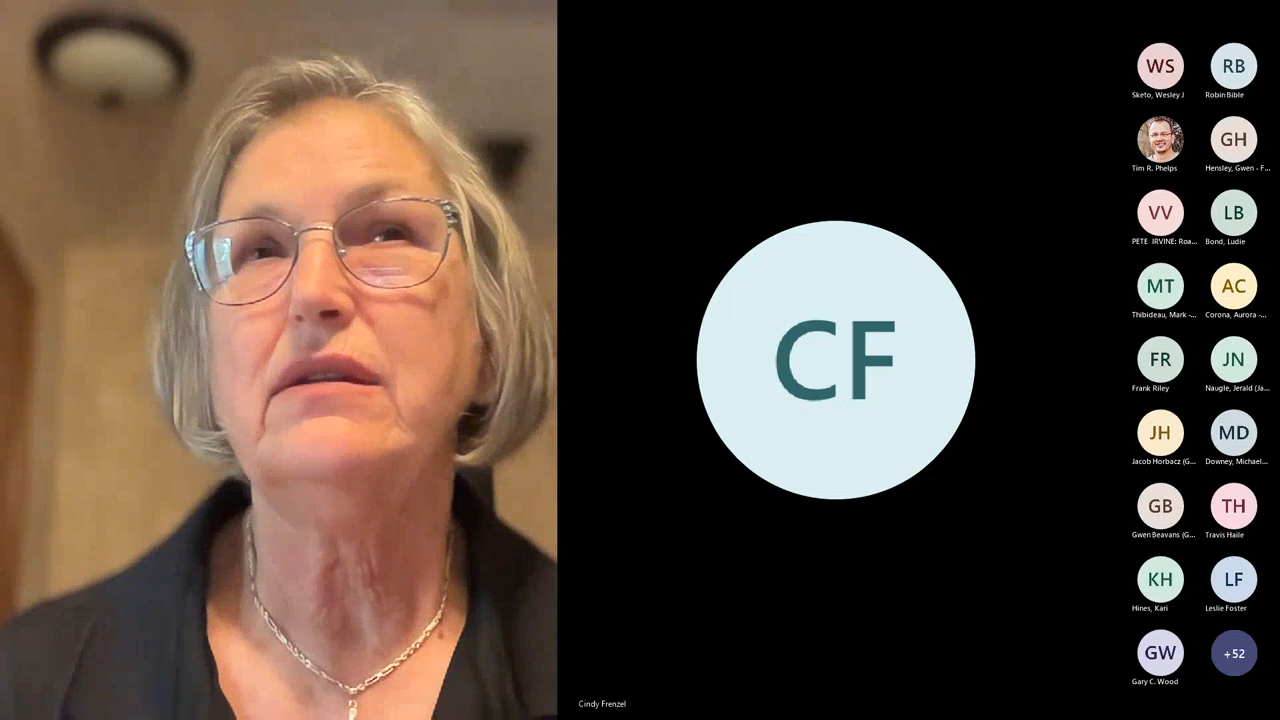 CF
Cindy Frenzel
WS RB
Sketo, Wesley J Robin Bible
Tim R. Phelps GH
Hensley, Gwen - F...
VV LB
PETE IRVINE: Roa... Bond, Ludie
MT AC
Thibideau, Mark -... Corona, Aurora -...
FR JN
Frank Riley Naugle, Jerald (Ja...
JH MD
Jacob Horbacz (G... Downey, Michael...
GB TH
Gwen Beavans (G... Travis Haile
KH LF
Hines, Kari Leslie Foster
GW +52
Gary C. Wood